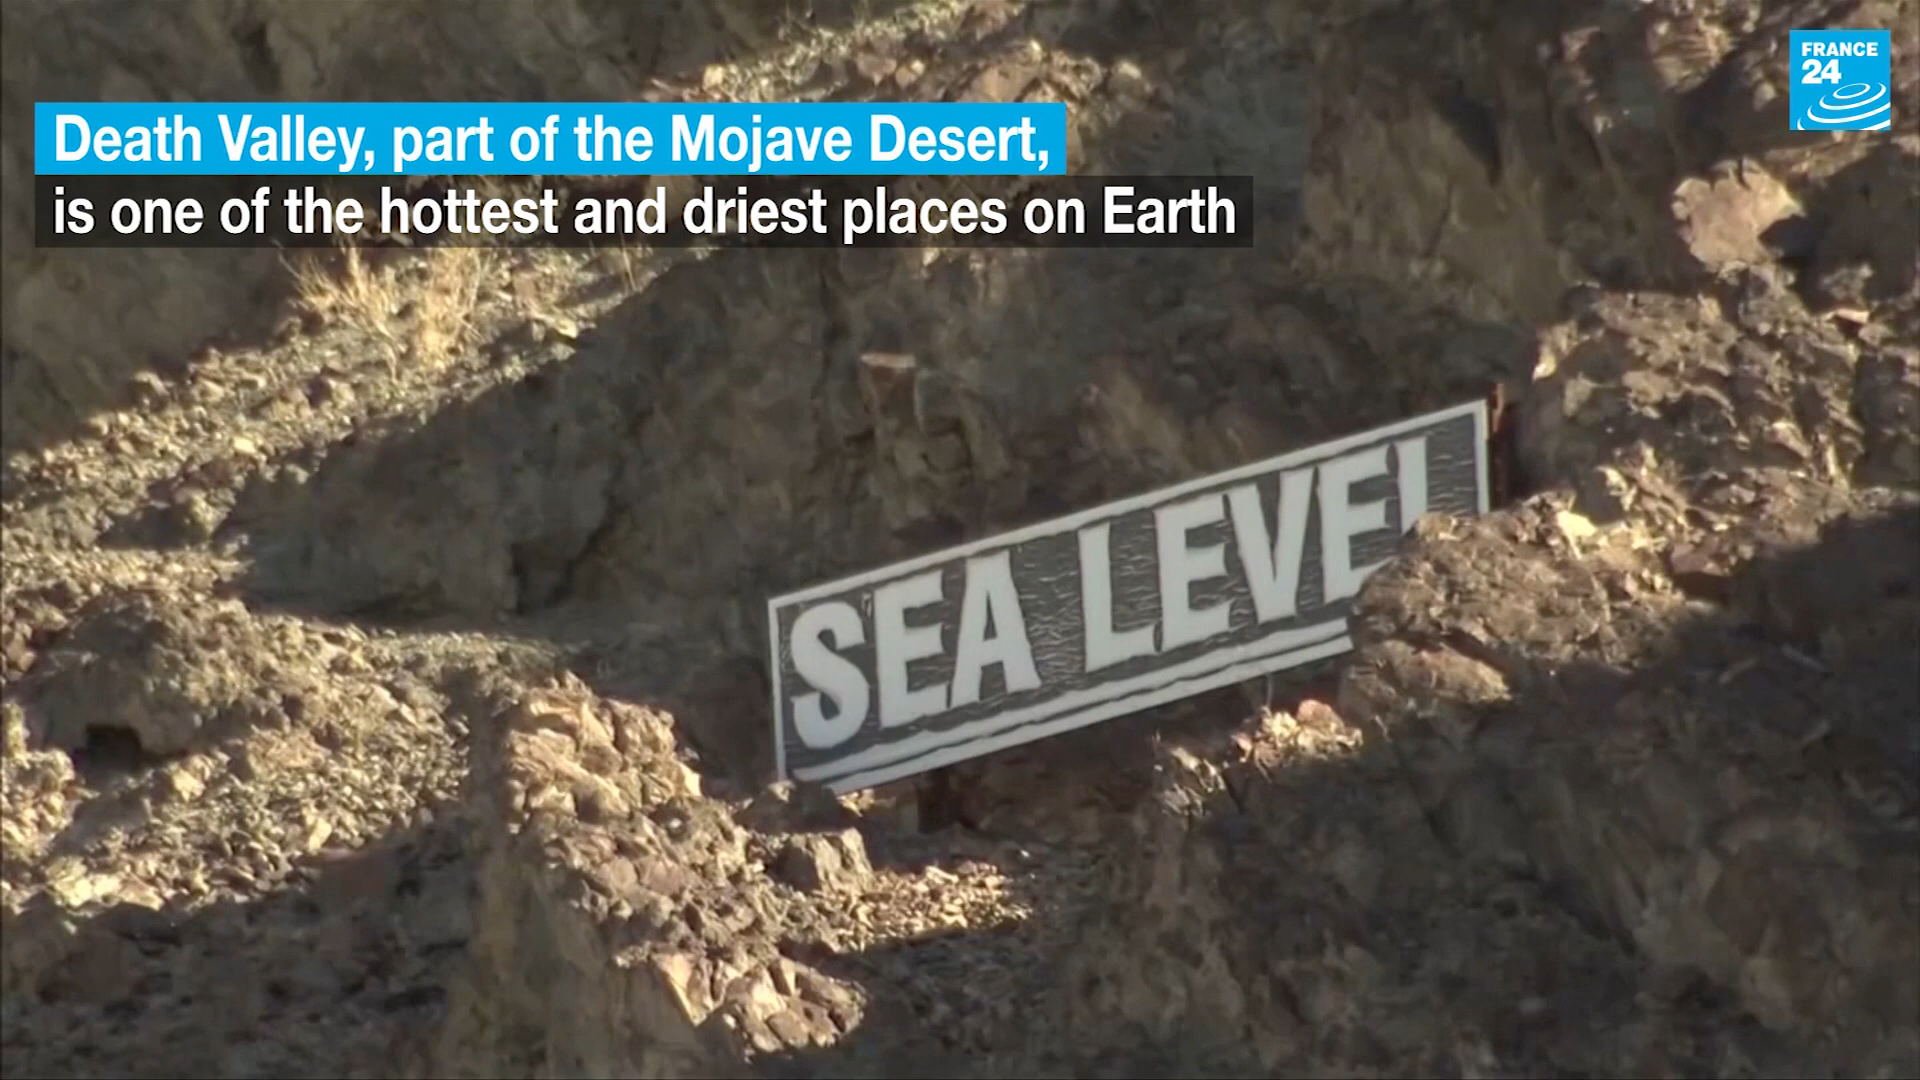 FRANCE
24
Death Valley, part of the Mojave Desert,
is one of the hottest and driest places on Earth
SEA LEVEL